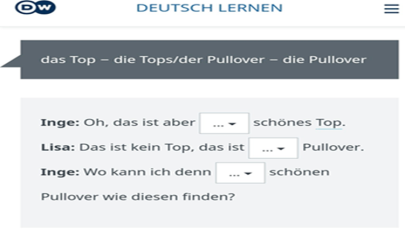 DW DEUTSCH LERNEN
das Top – die Tops/der Pullover – die Pullover
Inge: Oh, das ist aber ... schönes Top.
Lisa: Das ist kein Top, das ist ... Pullover.
Inge: Wo kann ich denn ... schönen
Pullover wie diesen finden?